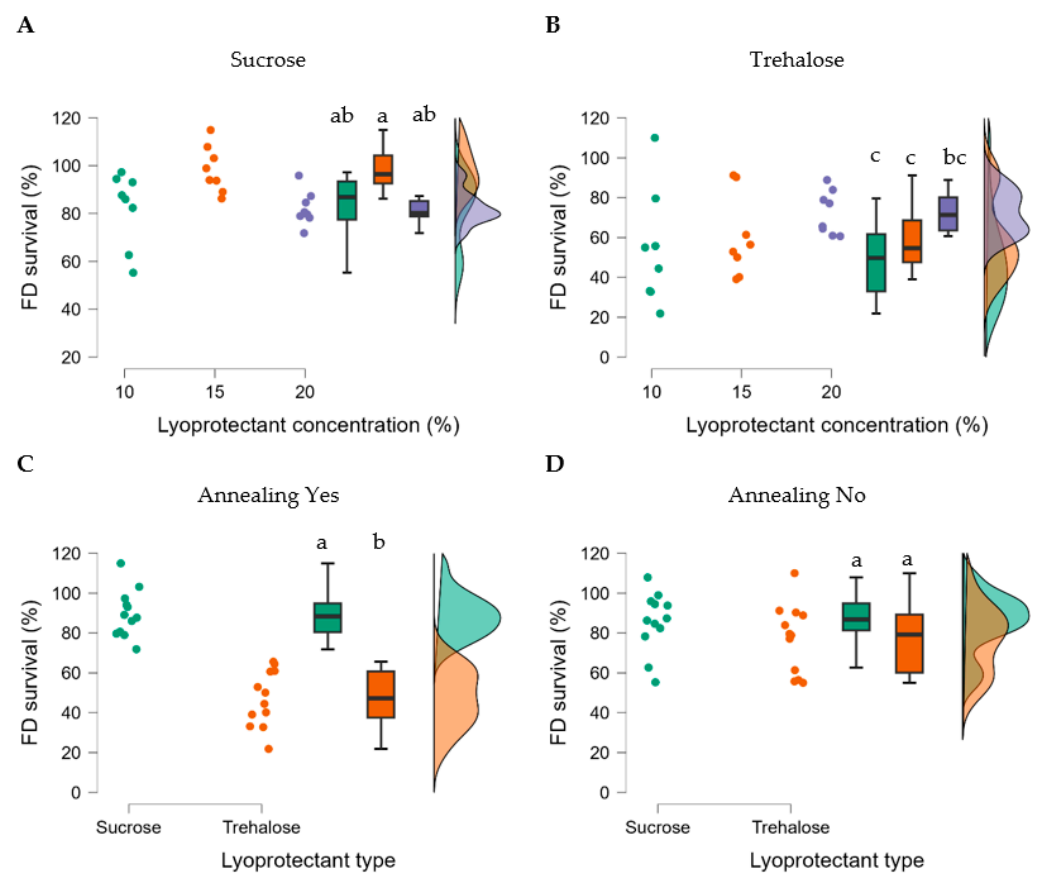 A
Sucrose
FD survival (%)
120
100
80
60
40
20
ab
a
ab
10
15
20
Lyoprotectant concentration (%)
B
Trehalose
FD survival (%)
120
100
80
60
40
20
0
c
c
bc
10
15
20
Lyoprotectant concentration (%)
C
Annealing Yes
FD survival (%)
120
100
80
60
40
20
0
a
b
Sucrose
Trehalose
Lyoprotectant type
D
Annealing No
FD survival (%)
120
100
80
60
40
20
0
a
a
Sucrose
Trehalose
Lyoprotectant type